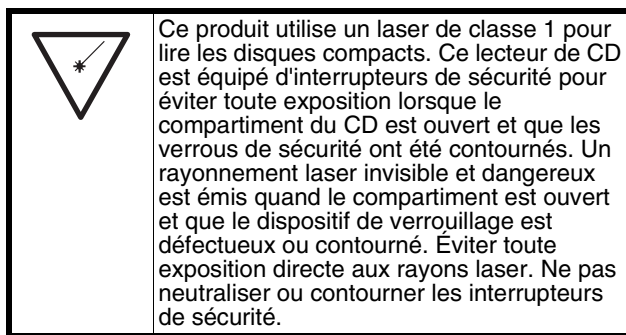 Ce produit utilise un laser de classe 1 pour
lire les disques compacts. Ce lecteur de CD
est équipé d'interrupteurs de sécurité pour
éviter toute exposition lorsque le
compartiment du CD est ouvert et que les
verrous de sécurité ont été contournés. Un
rayonnement laser invisible et dangereux
est émis quand le compartiment est ouvert
et que le dispositif de verrouillage est
défectueux ou contourné. Éviter toute
exposition directe aux rayons laser. Ne pas
neutraliser ou contourner les interrupteurs
de sécurité.